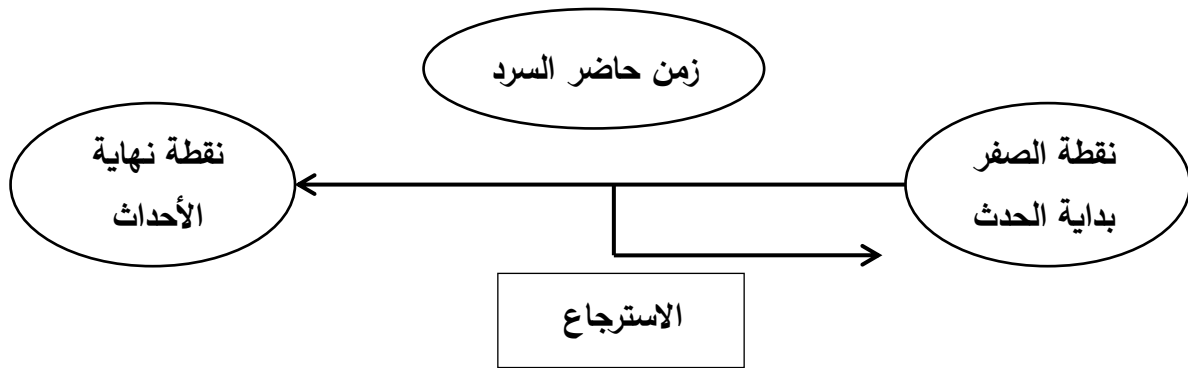 زمن حاضر السرد
نقطة الصفر
بداية الحدث
نقطة نهاية
الأحداث
الاسترجاع